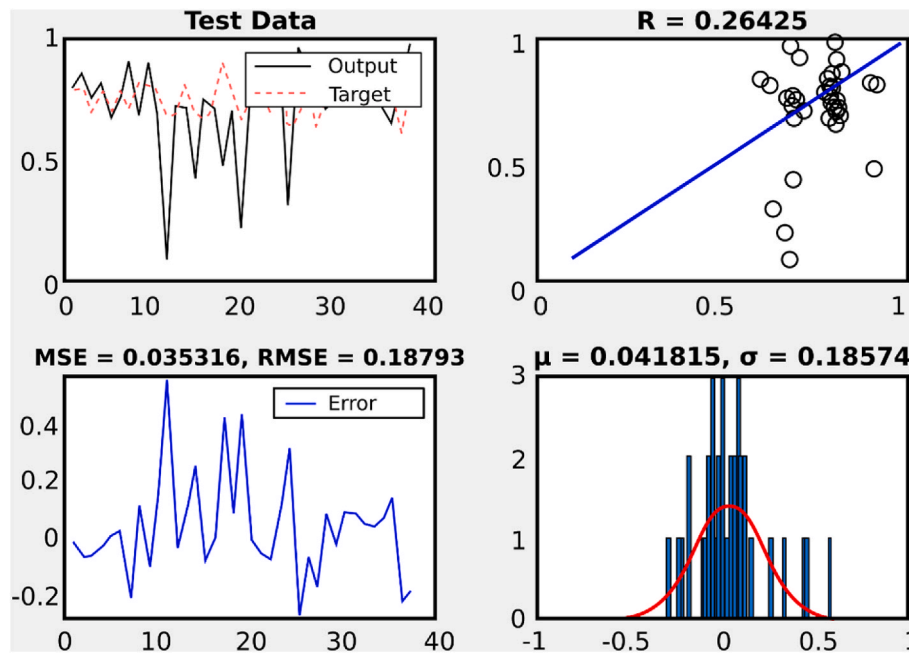 Test Data
1
0.5
0
0 10 20 30 40
Output
Target
R = 0.26425
1
0.5
0
0 0.5 1
MSE = 0.035316, RMSE = 0.18793
0.4
0.2
0
-0.2
0 10 20 30 40
Error
μ = 0.041815, σ = 0.18574
3
2
1
0
-1 -0.5 0 0.5 1